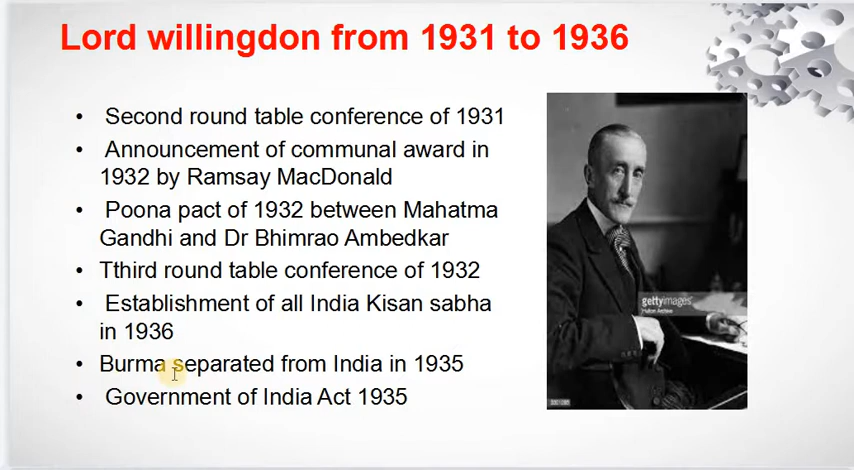 Lord willingdon from 1931 to 1936
• Second round table conference of 1931
• Announcement of communal award in
1932 by Ramsay MacDonald
• Poona pact of 1932 between Mahatma
Gandhi and Dr Bhimrao Ambedkar
• Tthird round table conference of 1932
• Establishment of all India Kisan sabha
in 1936
• Burma separated from India in 1935
• Government of India Act 1935
gettyimages
Hulton Archive